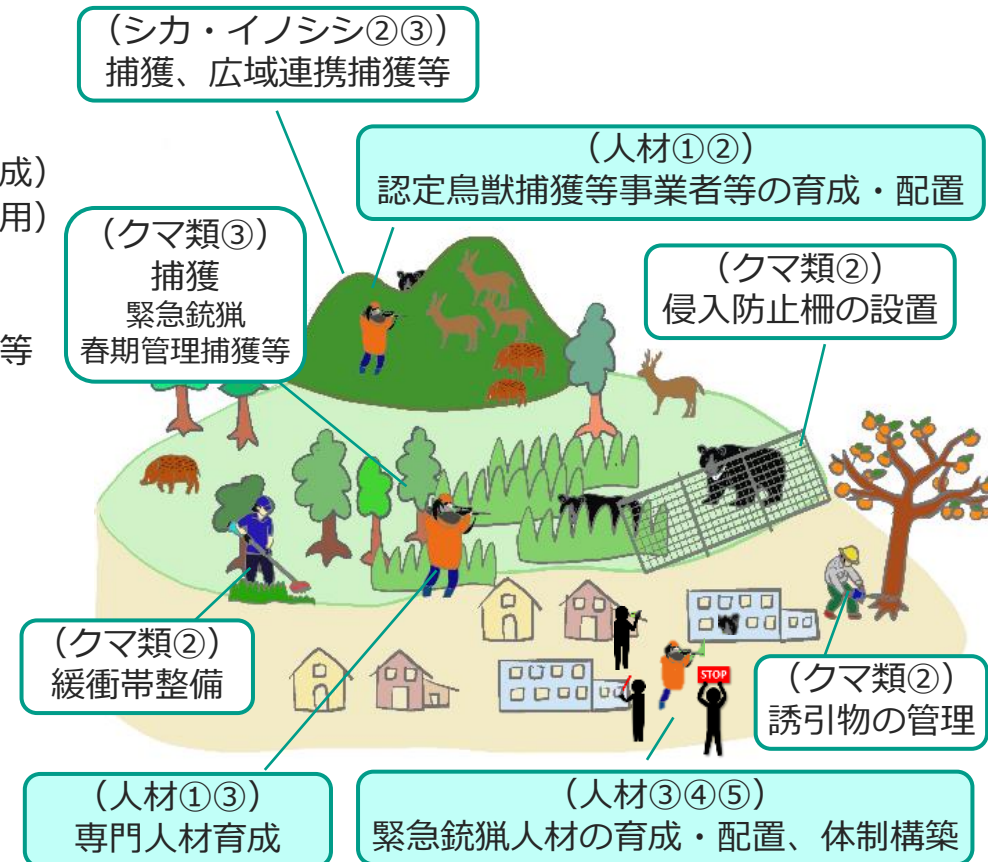 （シカ・イノシシ②③）
捕獲、広域連携捕獲等
成）
用）
等
（人材①②）
認定鳥獣捕獲等事業者等の育成・配置
（クマ類③）
捕獲
緊急銃猟
春期管理捕獲等
（クマ類②）
侵入防止柵の設置
（クマ類②）
緩衝帯整備
STOP
（クマ類②）
誘引物の管理
（人材①③）
専門人材育成
（人材③④⑤）
緊急銃猟人材の育成・配置、体制構築